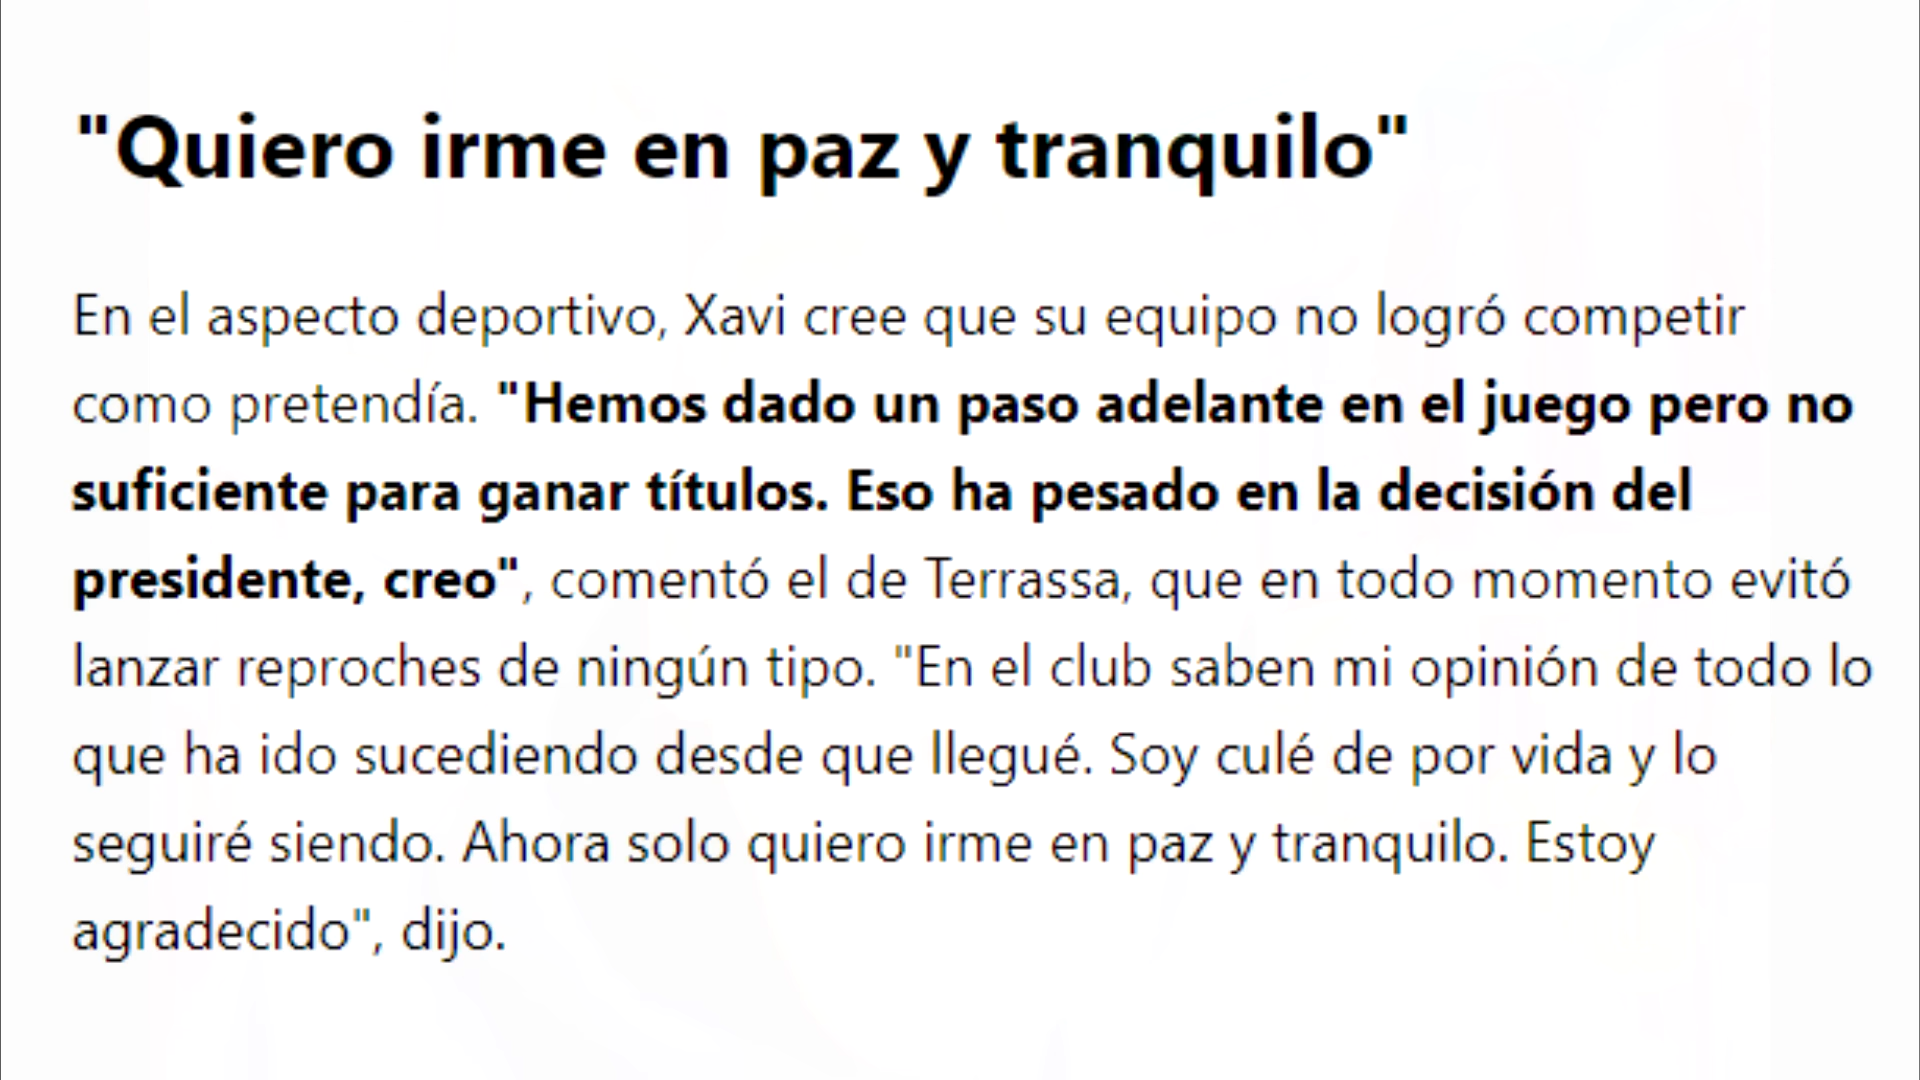 "Quiero irme en paz y tranquilo"
En el aspecto deportivo, Xavi cree que su equipo no logró competir
como pretendía. "Hemos dado un paso adelante en el juego pero no
suficiente para ganar títulos. Eso ha pesado en la decisión del
presidente, creo", comentó el de Terrassa, que en todo momento evitó
lanzar reproches de ningún tipo. "En el club saben mi opinión de todo lo
que ha ido sucediendo desde que llegué. Soy culé de por vida y lo
seguiré siendo. Ahora solo quiero irme en paz y tranquilo. Estoy
agradecido", dijo.